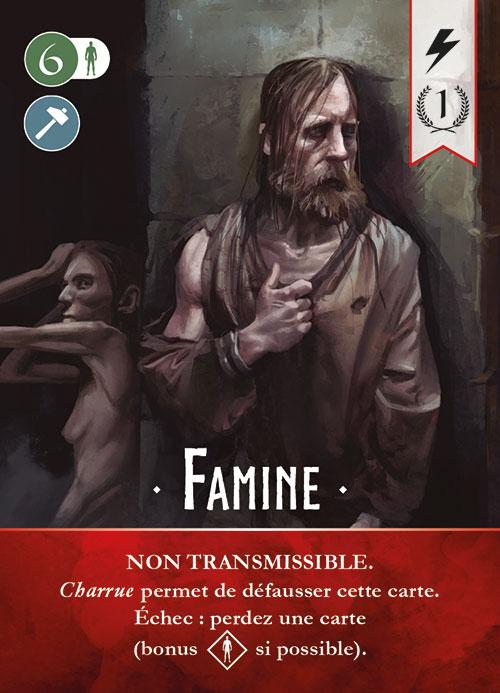 6
1
· FAMINE ·
NON TRANSMISSIBLE.
Charrue permet de défausser cette carte.
Échec : perdez une carte
(bonus si possible).